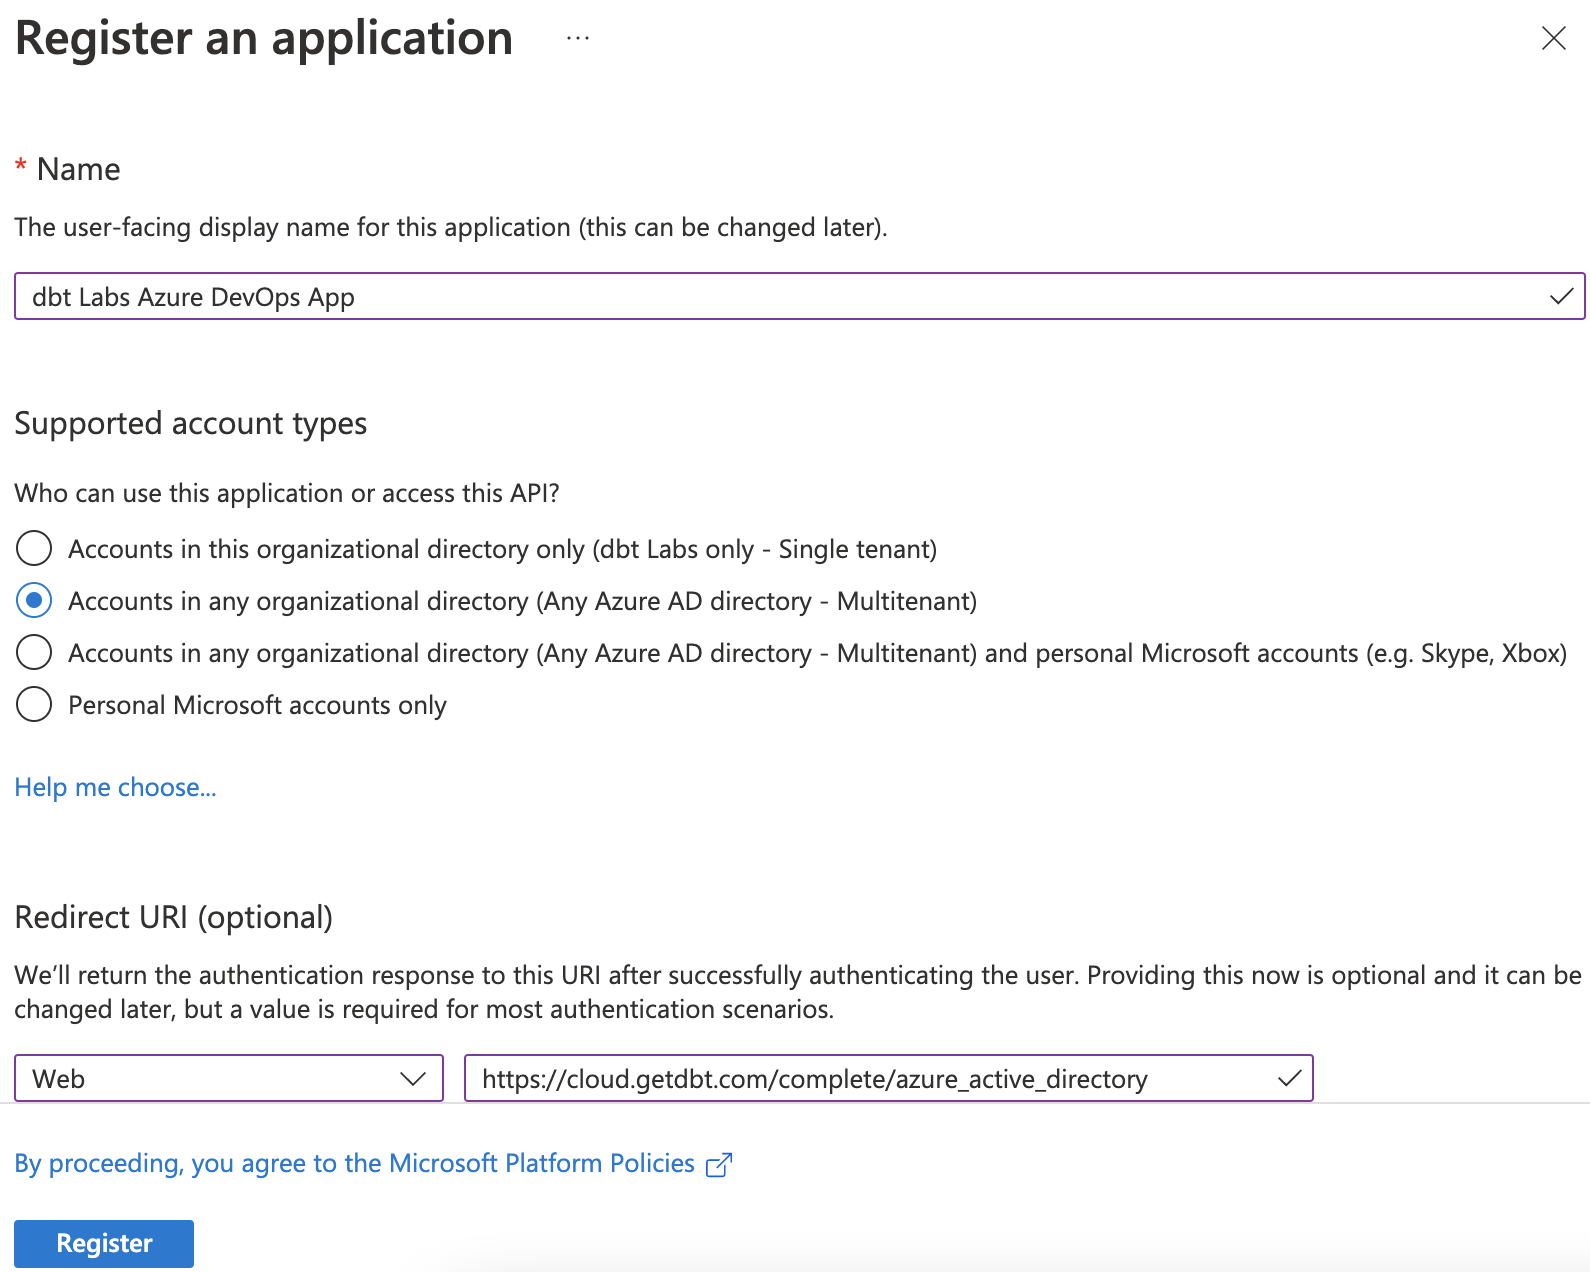 Register an application ...
* Name
The user-facing display name for this application (this can be changed later).
dbt Labs Azure DevOps App
Supported account types
Who can use this application or access this API?
Accounts in this organizational directory only (dbt Labs only - Single tenant)
Accounts in any organizational directory (Any Azure AD directory - Multitenant)
Accounts in any organizational directory (Any Azure AD directory - Multitenant) and personal Microsoft accounts (e.g. Skype, Xbox)
Personal Microsoft accounts only
Help me choose...
Redirect URI (optional)
We’ll return the authentication response to this URI after successfully authenticating the user. Providing this now is optional and it can be
changed later, but a value is required for most authentication scenarios.
Web https://cloud.getdbt.com/complete/azure_active_directory
By proceeding, you agree to the Microsoft Platform Policies
Register